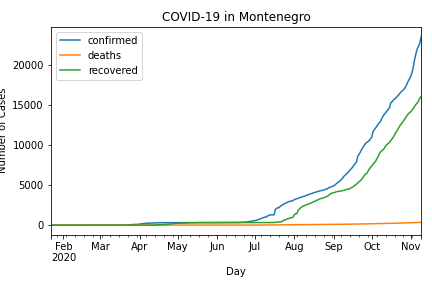 COVID-19 in Montenegro
confirmed
deaths
recovered
Number of Cases
20000
15000
10000
5000
0
Feb Mar Apr May Jun Jul Aug Sep Oct Nov
2020
Day